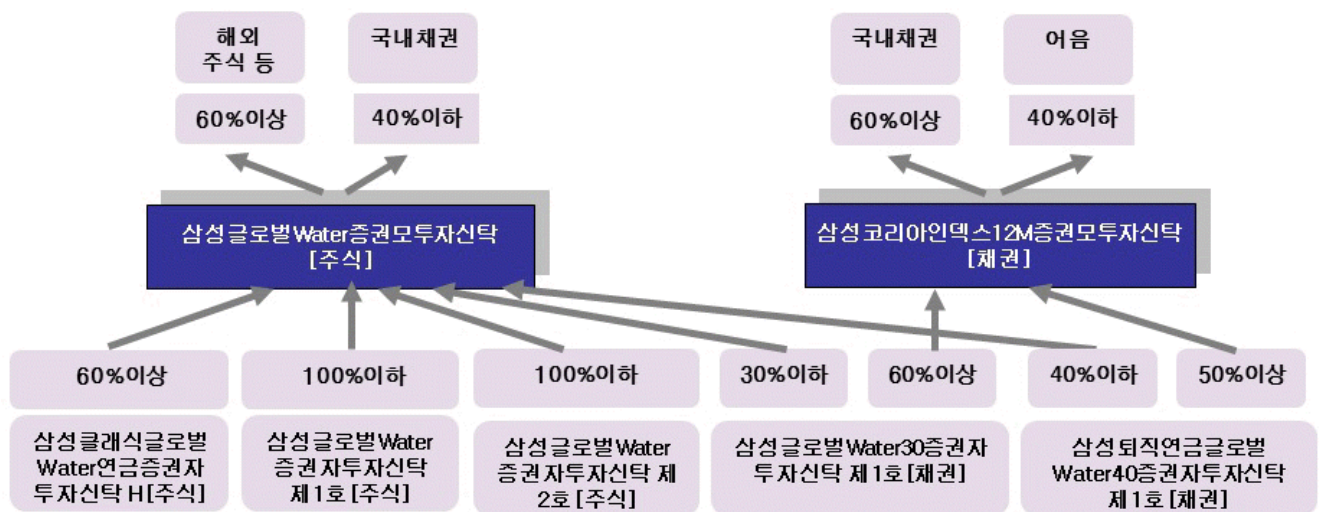 해외
주식 등
국내채권
국내채권
어음
60%이상
40%이하
60%이상
40%이하
삼성글로벌Water증권모투자신탁
[주식]
삼성코리아인덱스12M증권모투자신탁
[채권]
60%이상
100%이하
100%이하
30%이하
60%이상
40%이하
50%이상
삼성클래식글로벌
Water연금증권자
투자신탁 H[주식]
삼성글로벌Water
증권자투자신탁
제1호[주식]
삼성글로벌Water
증권자투자신탁 제
2호[주식]
삼성글로벌Water30증권자
투자신탁 제1호[채권]
삼성퇴직연금글로벌
Water40증권자투자신탁
제1호[채권]